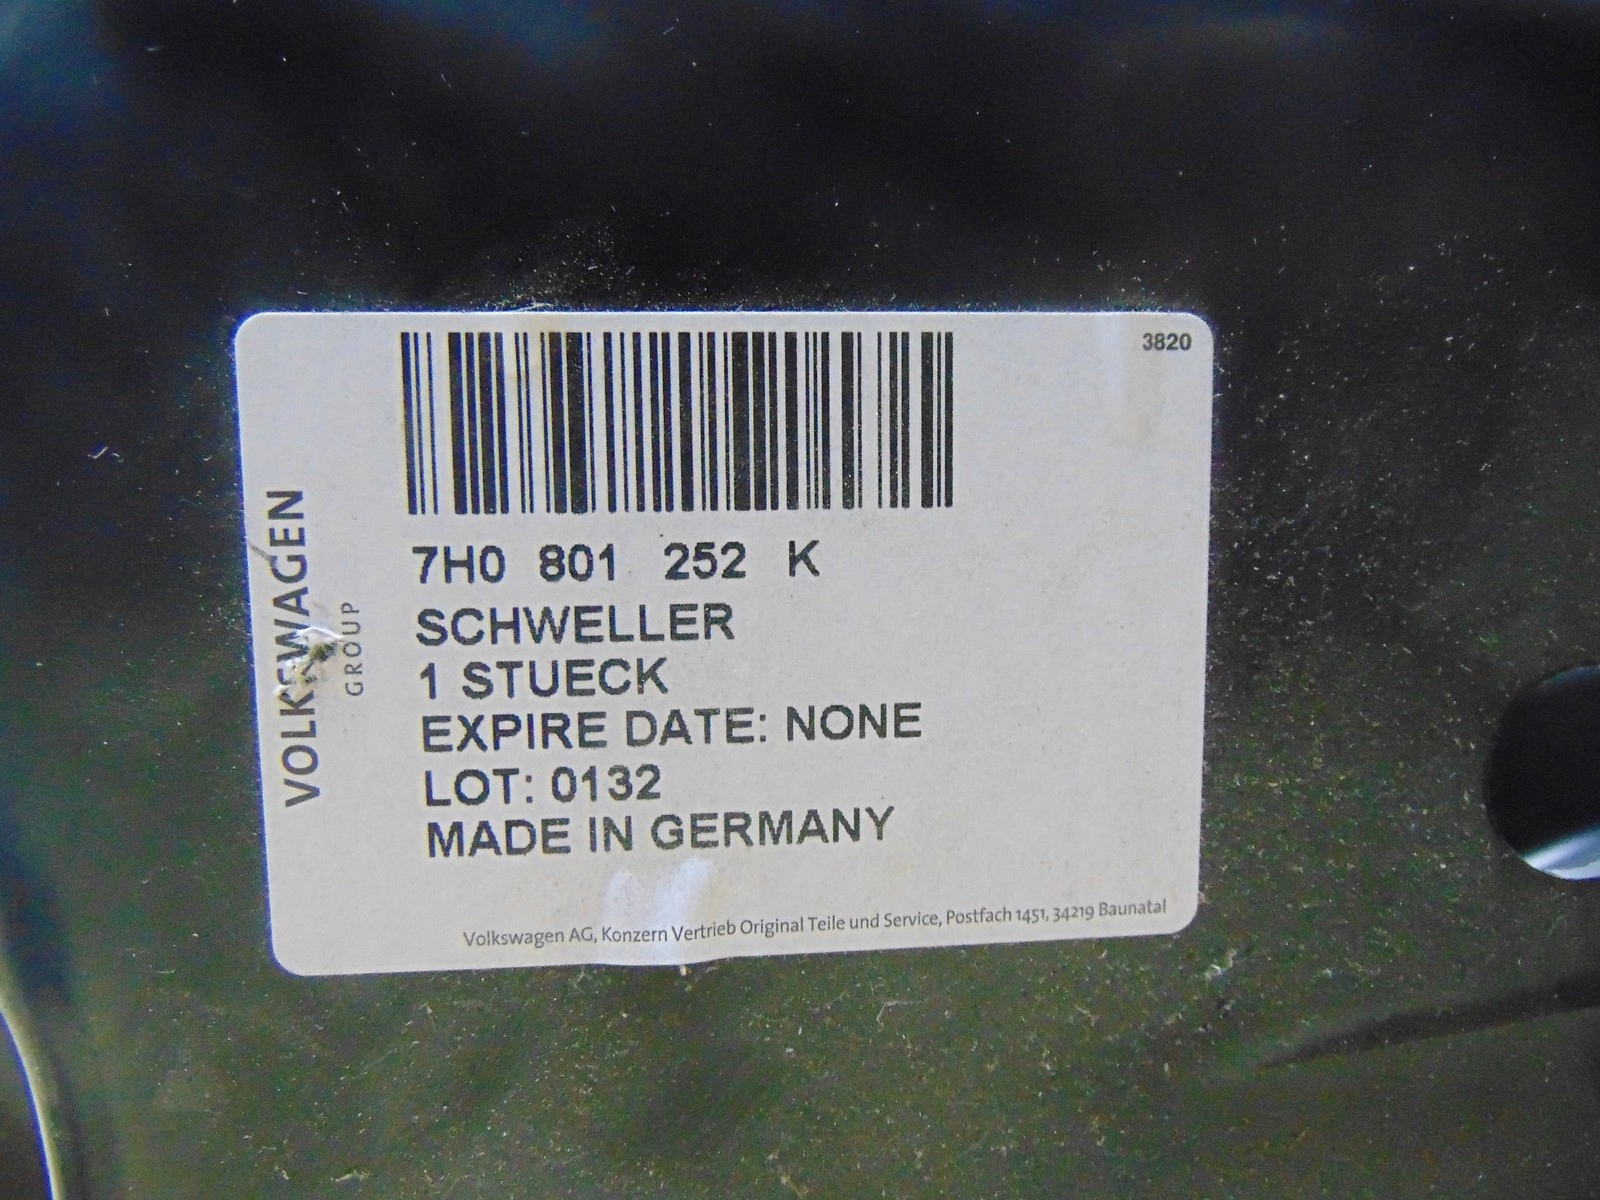 3820
7H0 801 252 K
SCHWELLER
1 STUECK
EXPIRE DATE: NONE
LOT: 0132
MADE IN GERMANY
VOLKSWAGEN
GROUP
Volkswagen AG, Konzern Vertrieb Original Teile und Service, Postfach 1451, 34219 Baunatal